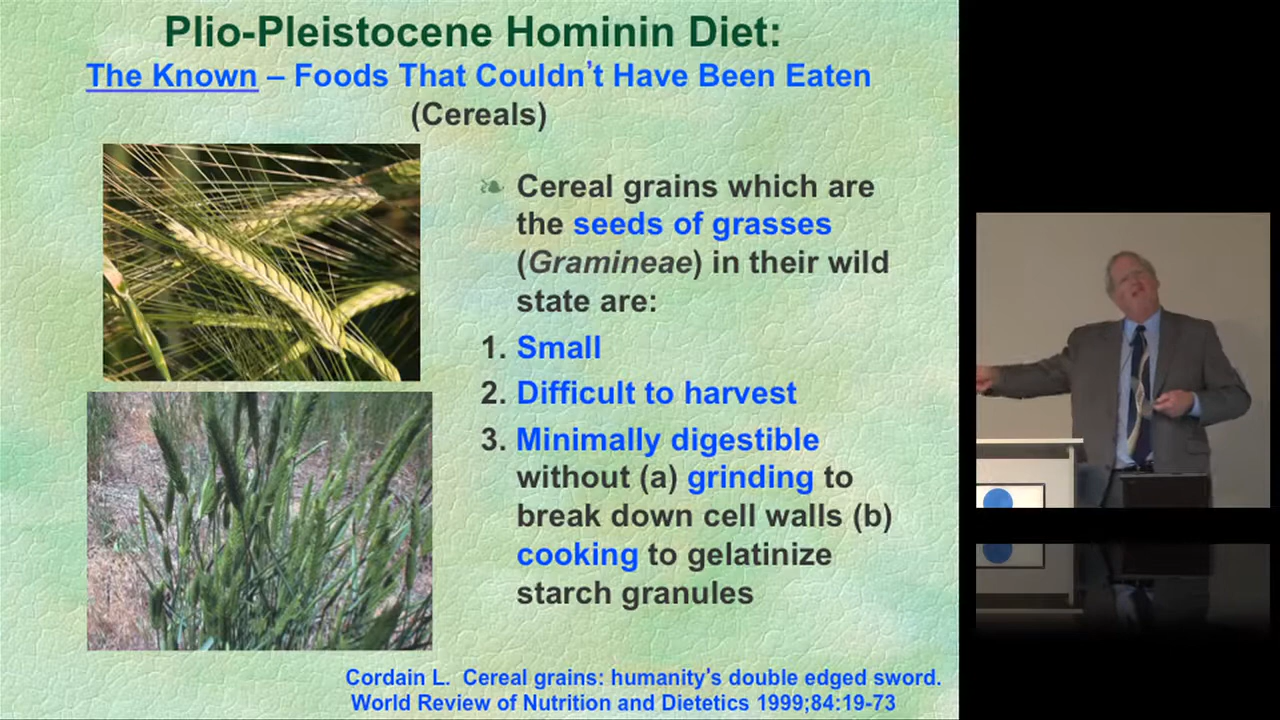 Plio-Pleistocene Hominin Diet:
The Known – Foods That Couldn't Have Been Eaten
(Cereals)
❧ Cereal grains which are
the seeds of grasses
(Gramineae) in their wild
state are:
1. Small
2. Difficult to harvest
3. Minimally digestible
without (a) grinding to
break down cell walls (b)
cooking to gelatinize
starch granules
Cordain L. Cereal grains: humanity's double edged sword.
World Review of Nutrition and Dietetics 1999;84:19-73